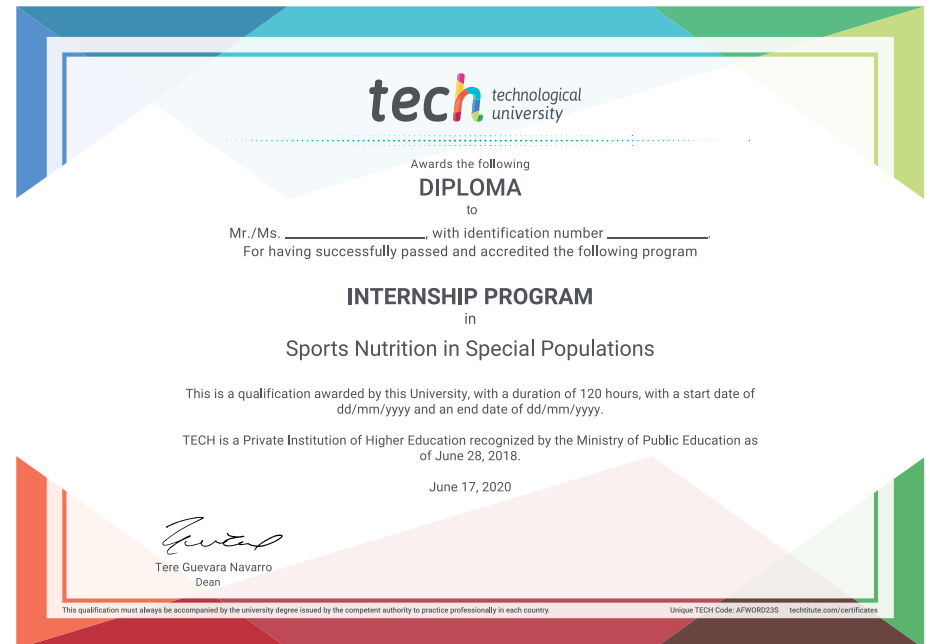 tech technological
university
Awards the following
DIPLOMA
to
Mr./Ms. ____________________, with identification number ______________.
For having successfully passed and accredited the following program
INTERNSHIP PROGRAM
in
Sports Nutrition in Special Populations
This is a qualification awarded by this University, with a duration of 120 hours, with a start date of
dd/mm/yyyy and an end date of dd/mm/yyyy.
TECH is a Private Institution of Higher Education recognized by the Ministry of Public Education as
of June 28, 2018.
June 17, 2020
Tere Guevara Navarro
Dean
This qualification must always be accompanied by the university degree issued by the competent authority to practice professionally in each country.
Unique TECH Code: AFWORD23S techtitute.com/certificates